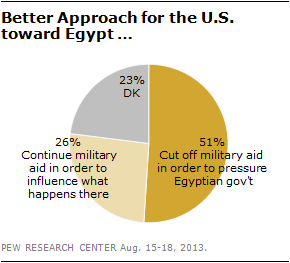 Better Approach for the U.S.
toward Egypt ...
23%
DK
51%
Cut off military aid
in order to pressure
Egyptian gov't
26%
Continue military
aid in order to
influence what
happens there
PEW RESEARCH CENTER Aug. 15-18, 2013.